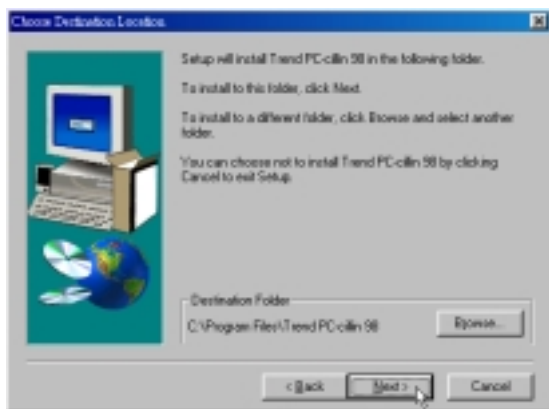 Choose Destination Location
Setup will install Trend PC-cillin 98 in the following folder.
To install to this folder, click Next.
To install to a different folder, click Browse and select another
folder.
You can choose not to install Trend PC-cillin 98 by clicking
Cancel to exit Setup.
Destination Folder
C:\Program Files\Trend PC-cillin 98
Browse...
< Back
Next >
Cancel